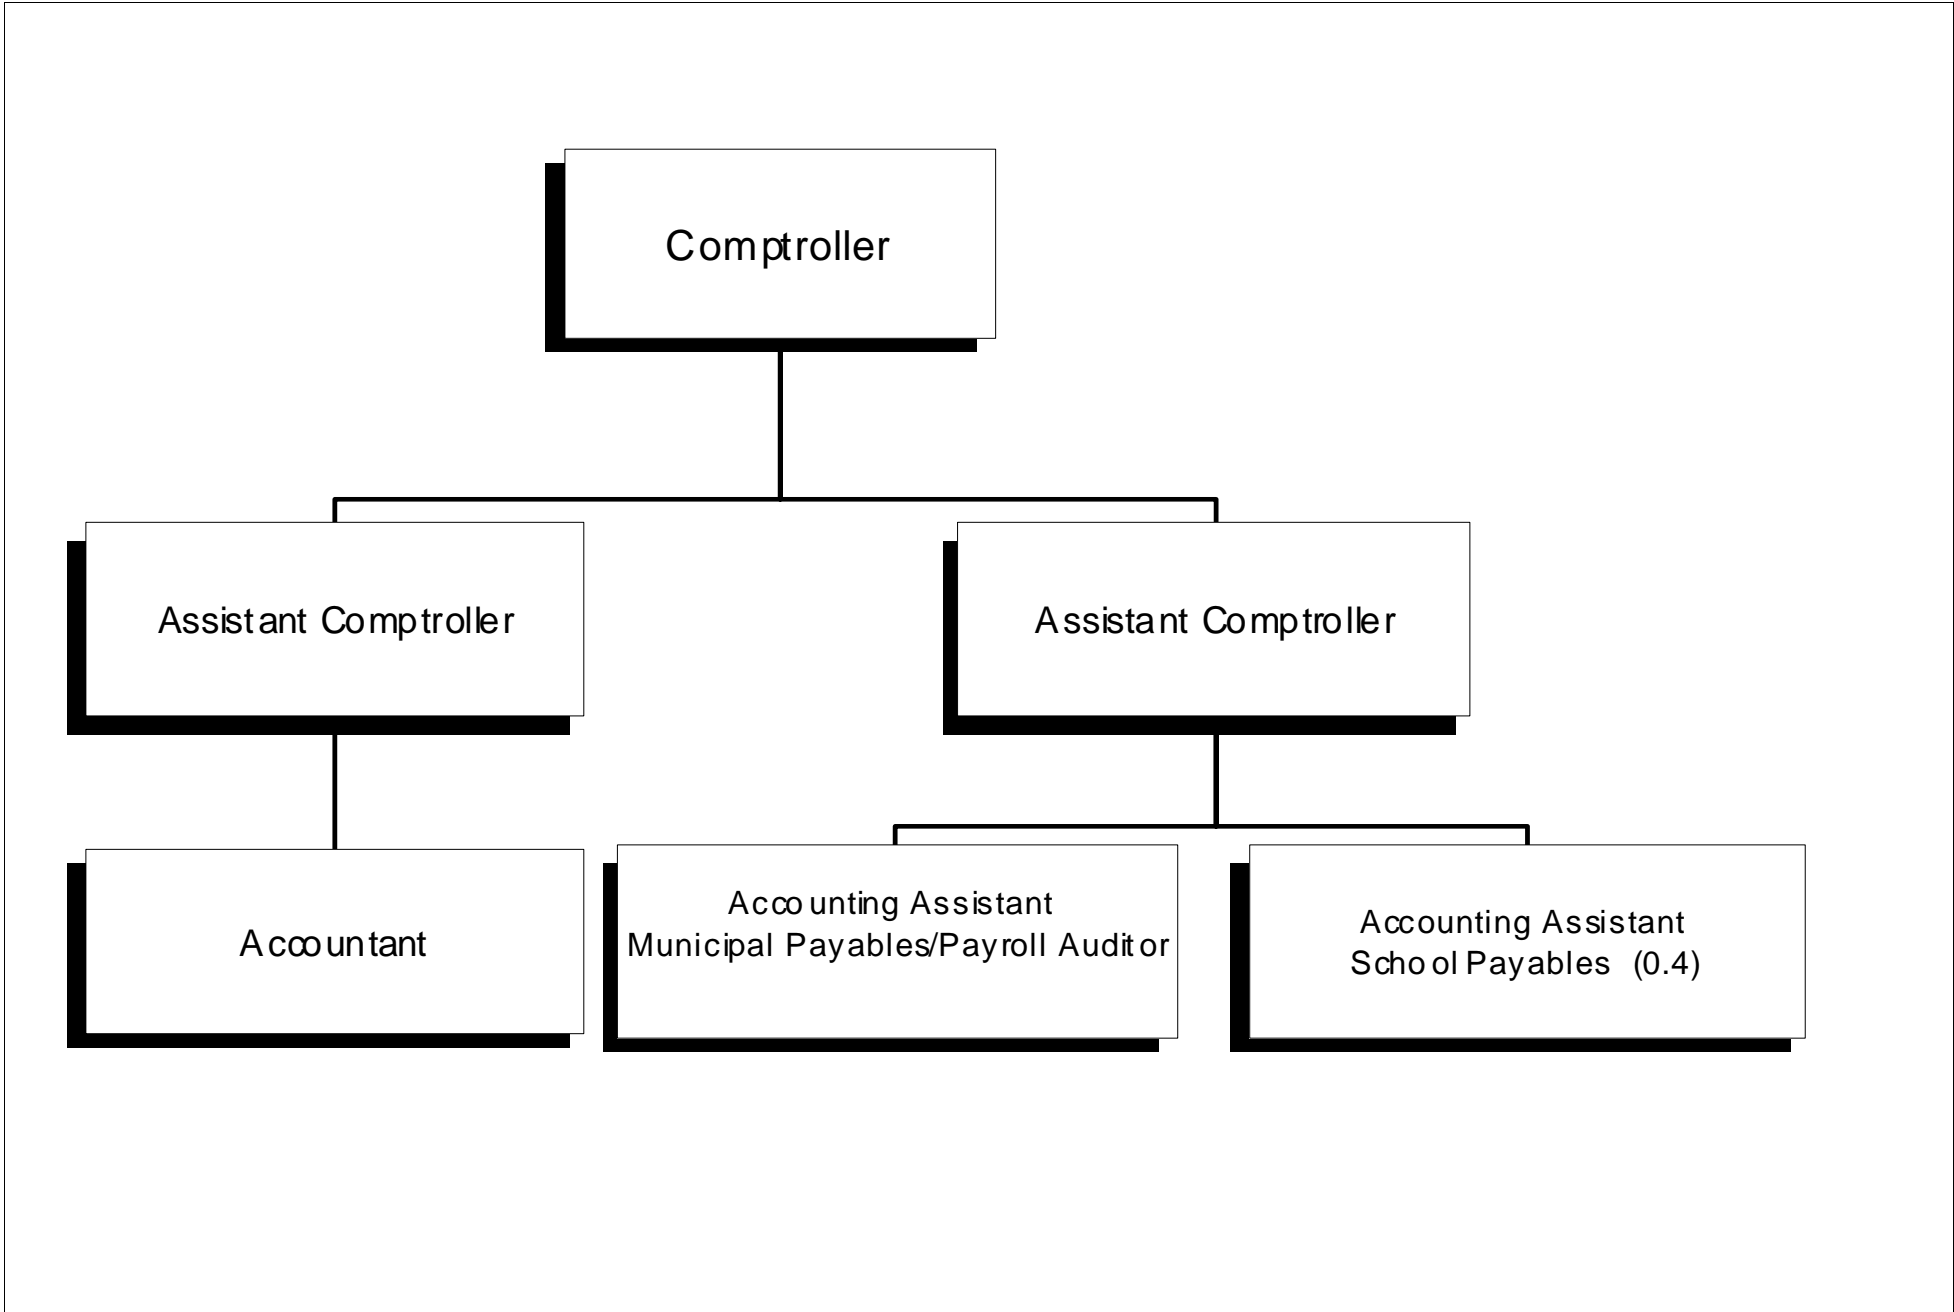 Comptroller
Assistant Comptroller
Assistant Comptroller
Accountant
Accounting Assistant
Municipal Payables/Payroll Auditor
Accounting Assistant
School Payables (0.4)